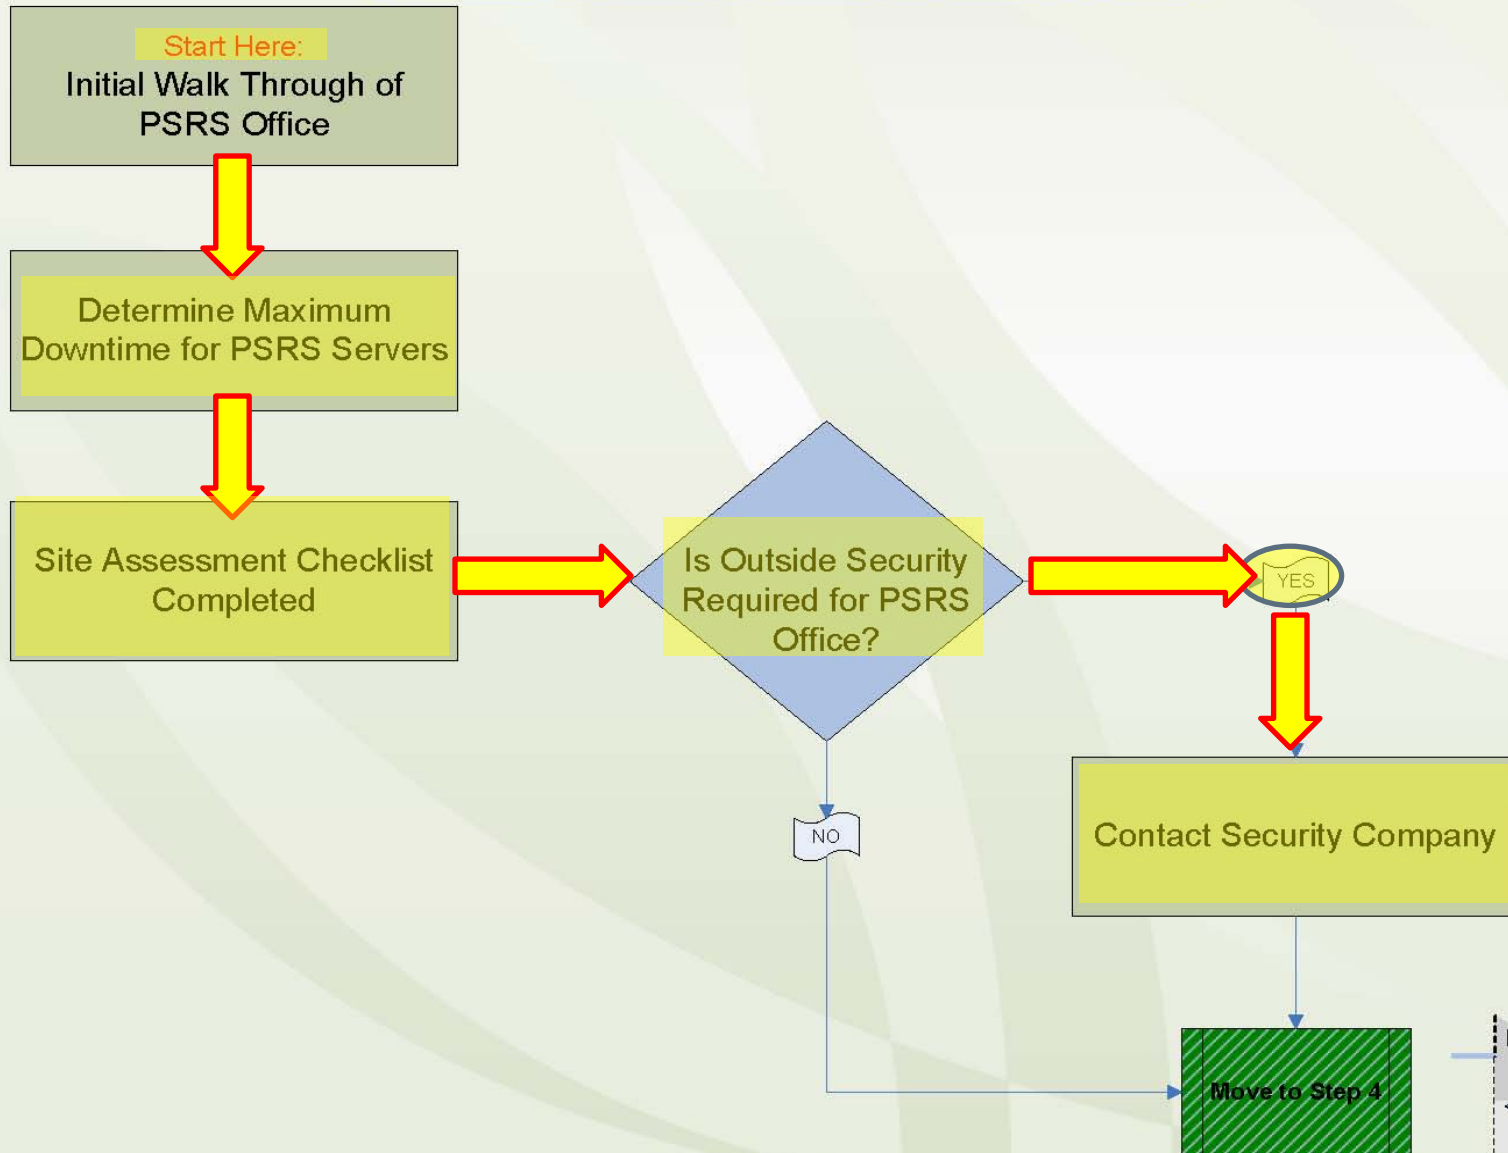 Start Here:
Initial Walk Through of
PSRS Office
Determine Maximum
Downtime for PSRS Servers
Site Assessment Checklist
Completed
Is Outside Security
Required for PSRS
Office?
YES
NO
Contact Security Company
Move to Step 4